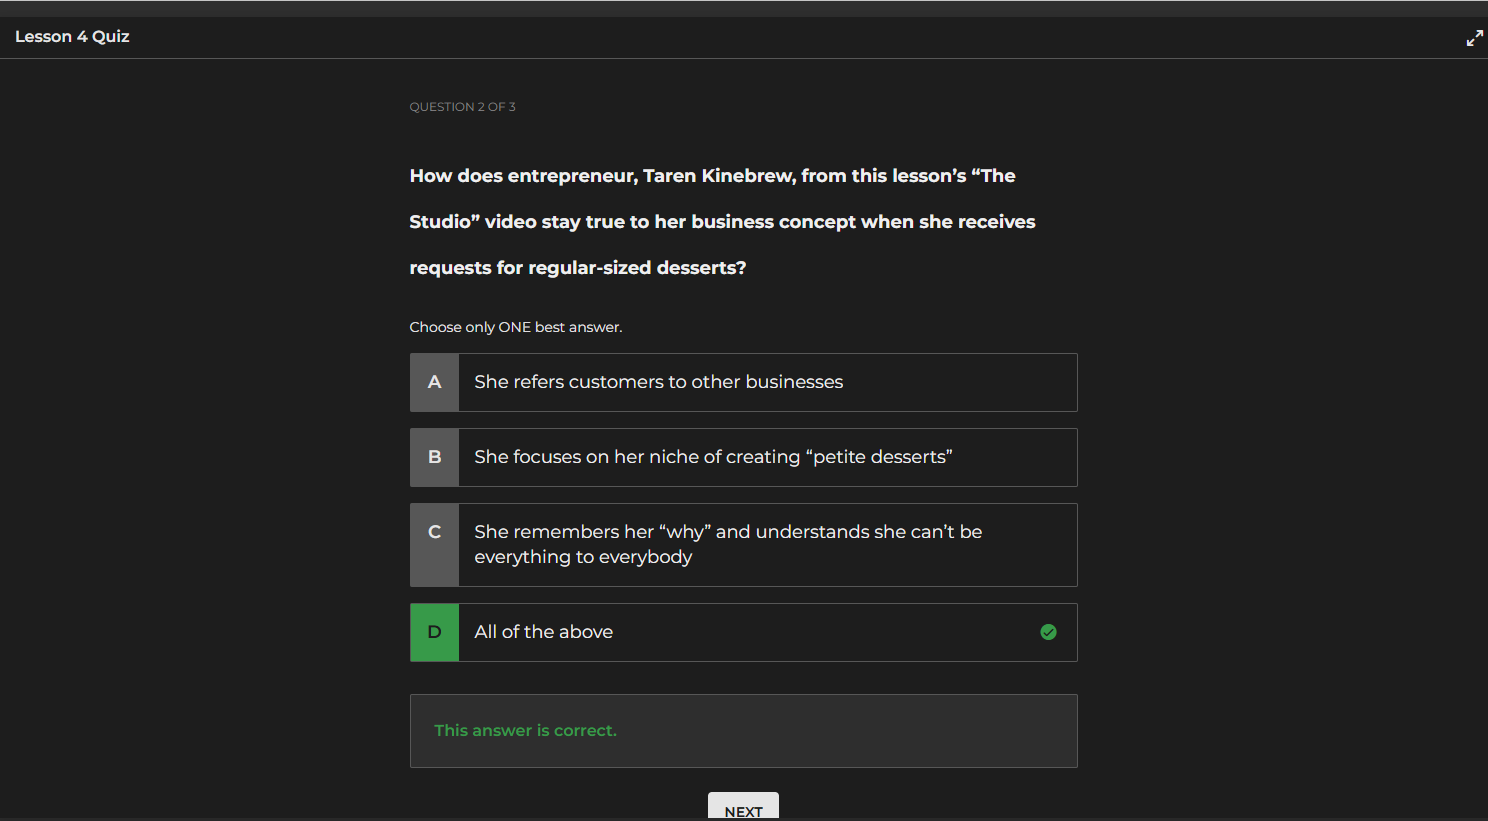 Lesson 4 Quiz
QUESTION 2 OF 3
How does entrepreneur, Taren Kinebrew, from this lesson’s “The
Studio” video stay true to her business concept when she receives
requests for regular-sized desserts?
Choose only ONE best answer.
A She refers customers to other businesses
B She focuses on her niche of creating “petite desserts”
C She remembers her “why” and understands she can’t be
everything to everybody
D All of the above
This answer is correct.
NEXT